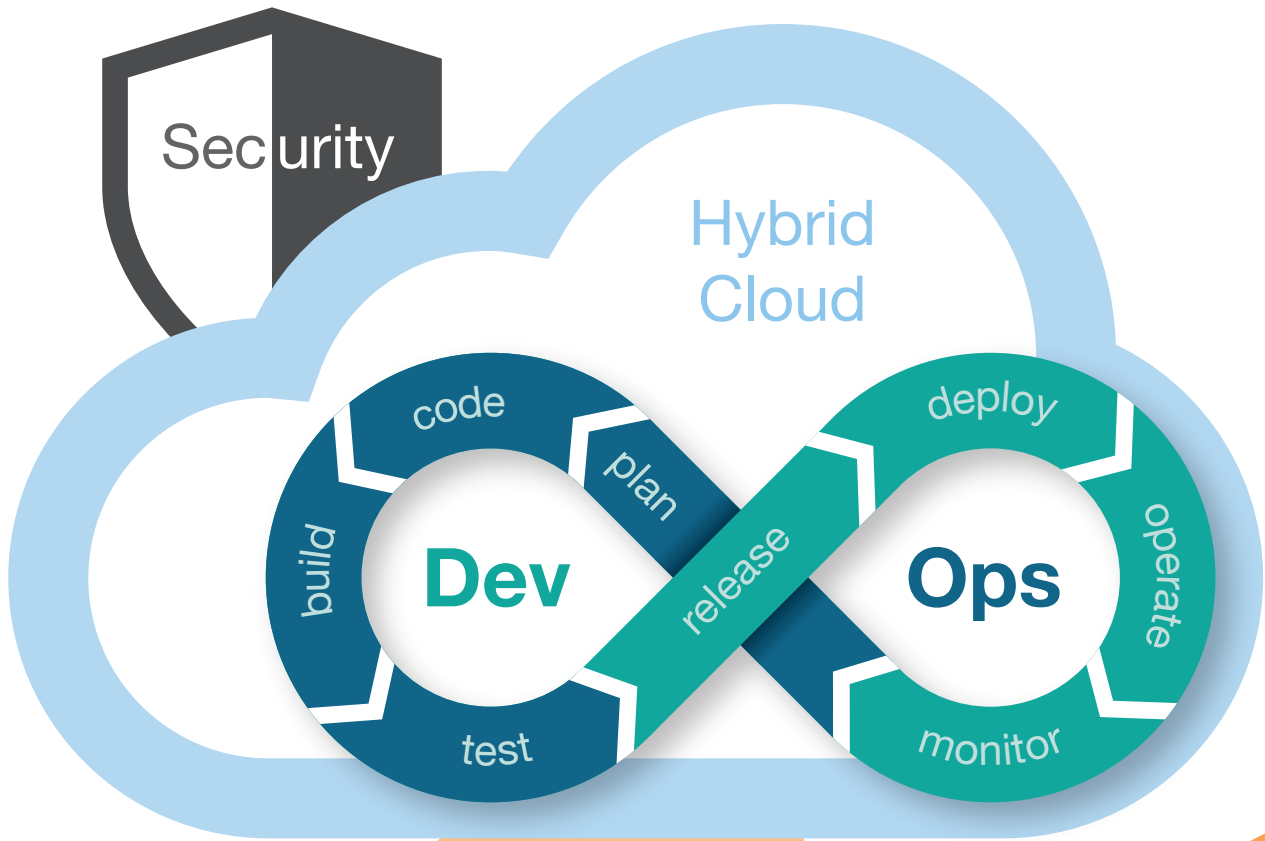 Security
Hybrid
Cloud
code
deploy
plan
build
Dev
release
Ops
operate
test
monitor